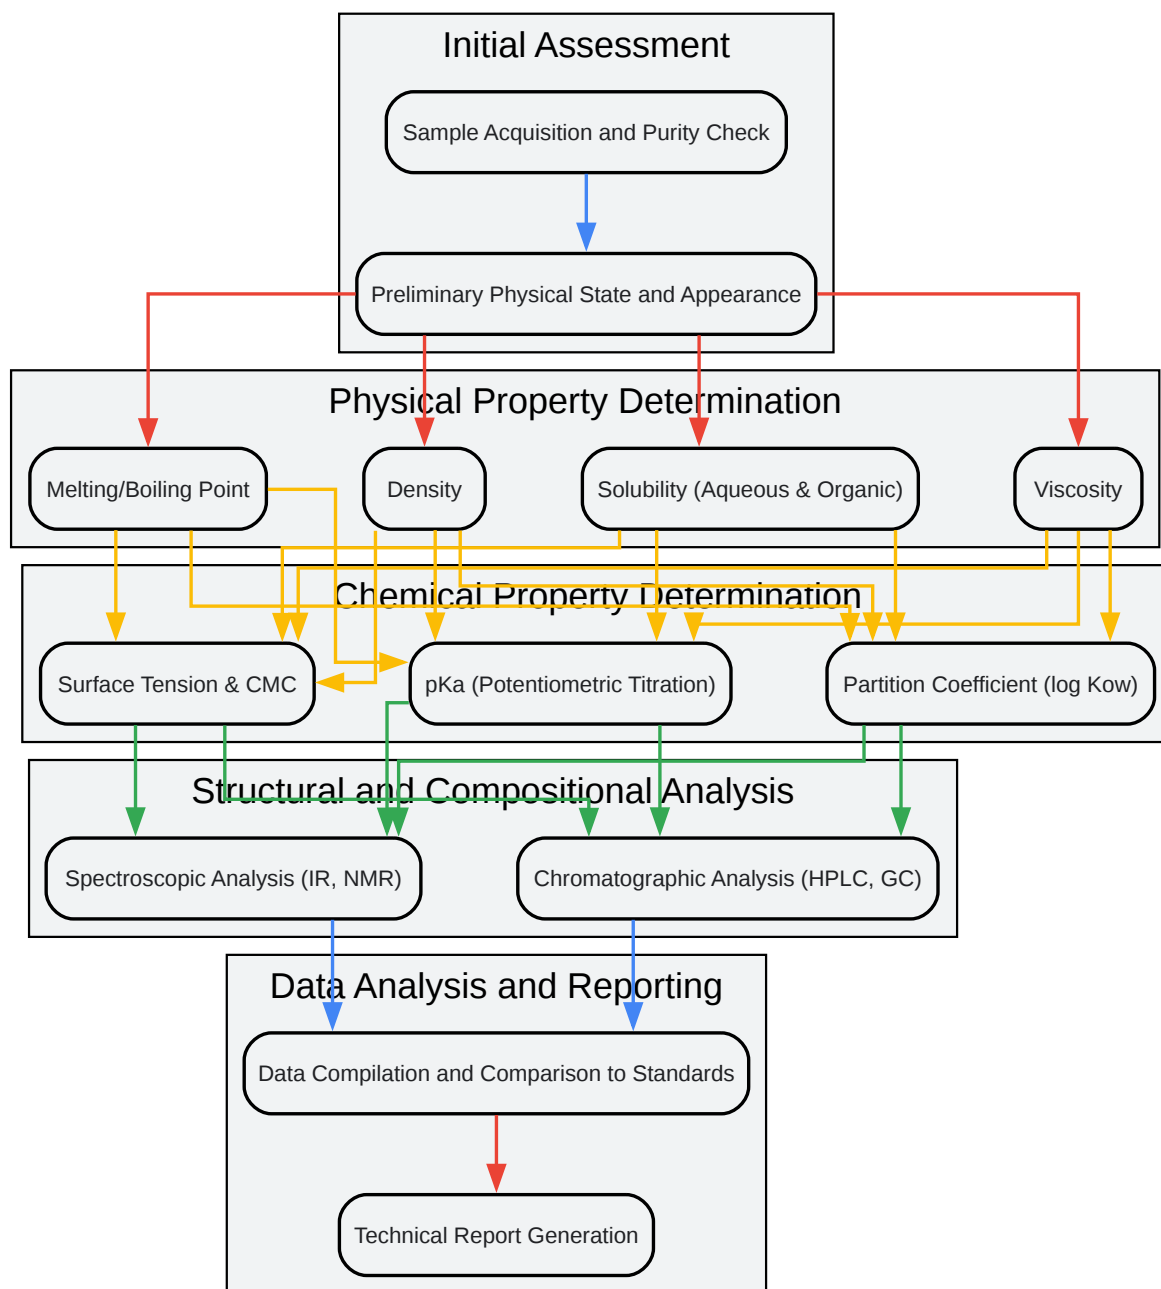 Initial Assessment
Sample Acquisition and Purity Check
Preliminary Physical State and Appearance
Physical Property Determination
Melting/Boiling Point
Density
Solubility (Aqueous & Organic)
Viscosity
Chemical Property Determination
Surface Tension & CMC
pKa (Potentiometric Titration)
Partition Coefficient (log Kow)
Structural and Compositional Analysis
Spectroscopic Analysis (IR, NMR)
Chromatographic Analysis (HPLC, GC)
Data Analysis and Reporting
Data Compilation and Comparison to Standards
Technical Report Generation